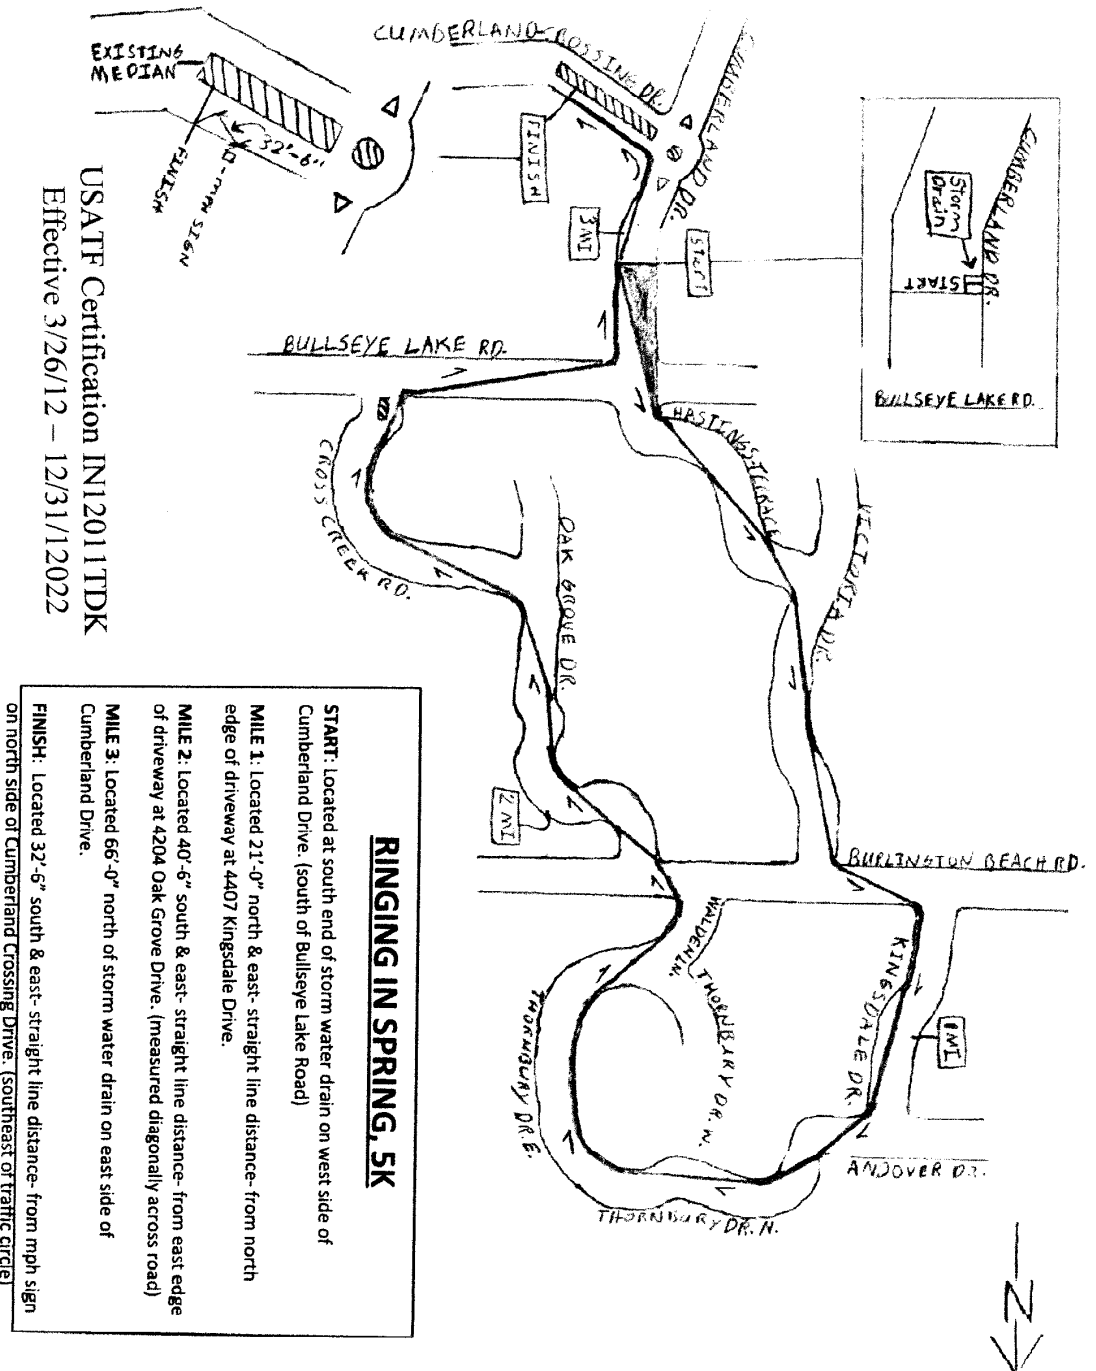 CUMBERLAND DR.
Storm
Drain
START
BULLSEYE LAKE RD.
CUMBERLAND CROSSING DR.
CUMBERLAND DR.
EXISTING
MEDIAN
32'-6"
FINISH
MPH SIGN
FINISH
3 MI
START
BULLSEYE LAKE RD.
HASTINGS TERRACE
VICTORIA DR.
CROSS CREEK RD.
OAK GROVE DR.
2 MI
BURLINGTON BEACH RD.
WALDEN LN.
THORNBURY DR. W.
KINGSDALE DR.
1 MI
THORNBURY DR. E.
ANDOVER DR.
THORNBURY DR. N.
N
USATF Certification IN12011TDK
Effective 3/26/12 – 12/31/12022
RINGING IN SPRING, 5K
START: Located at south end of storm water drain on west side of
Cumberland Drive. (south of Bullseye Lake Road)
MILE 1: Located 21'-0" north & east- straight line distance- from north
edge of driveway at 4407 Kingsdale Drive.
MILE 2: Located 40'-6" south & east- straight line distance- from east edge
of driveway at 4204 Oak Grove Drive. (measured diagonally across road)
MILE 3: Located 66'-0" north of storm water drain on east side of
Cumberland Drive.
FINISH: Located 32'-6" south & east- straight line distance- from mph sign
on north side of Cumberland Crossing Drive. (southeast of traffic circle)